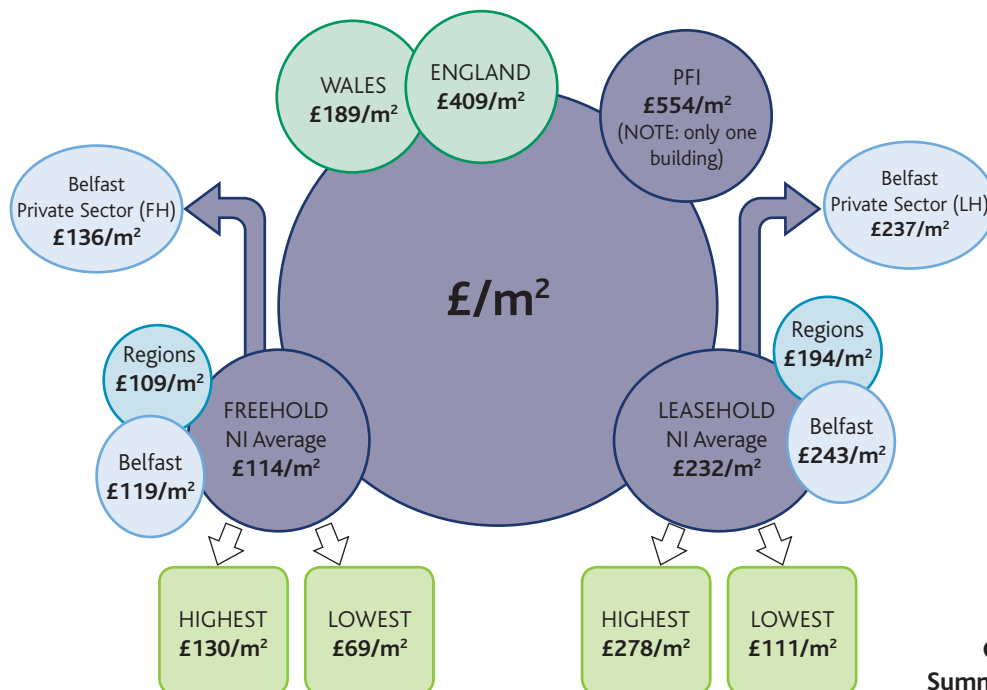 WALES
£189/m²
ENGLAND
£409/m²
PFI
£554/m²
(NOTE: only one
building)
Belfast
Private Sector (FH)
£136/m²
Belfast
Private Sector (LH)
£237/m²
£/m²
Regions
£109/m²
FREEHOLD
NI Average
£114/m²
Belfast
£119/m²
Regions
£194/m²
LEASEHOLD
NI Average
£232/m²
Belfast
£243/m²
HIGHEST
£130/m²
LOWEST
£69/m²
HIGHEST
£278/m²
LOWEST
£111/m²